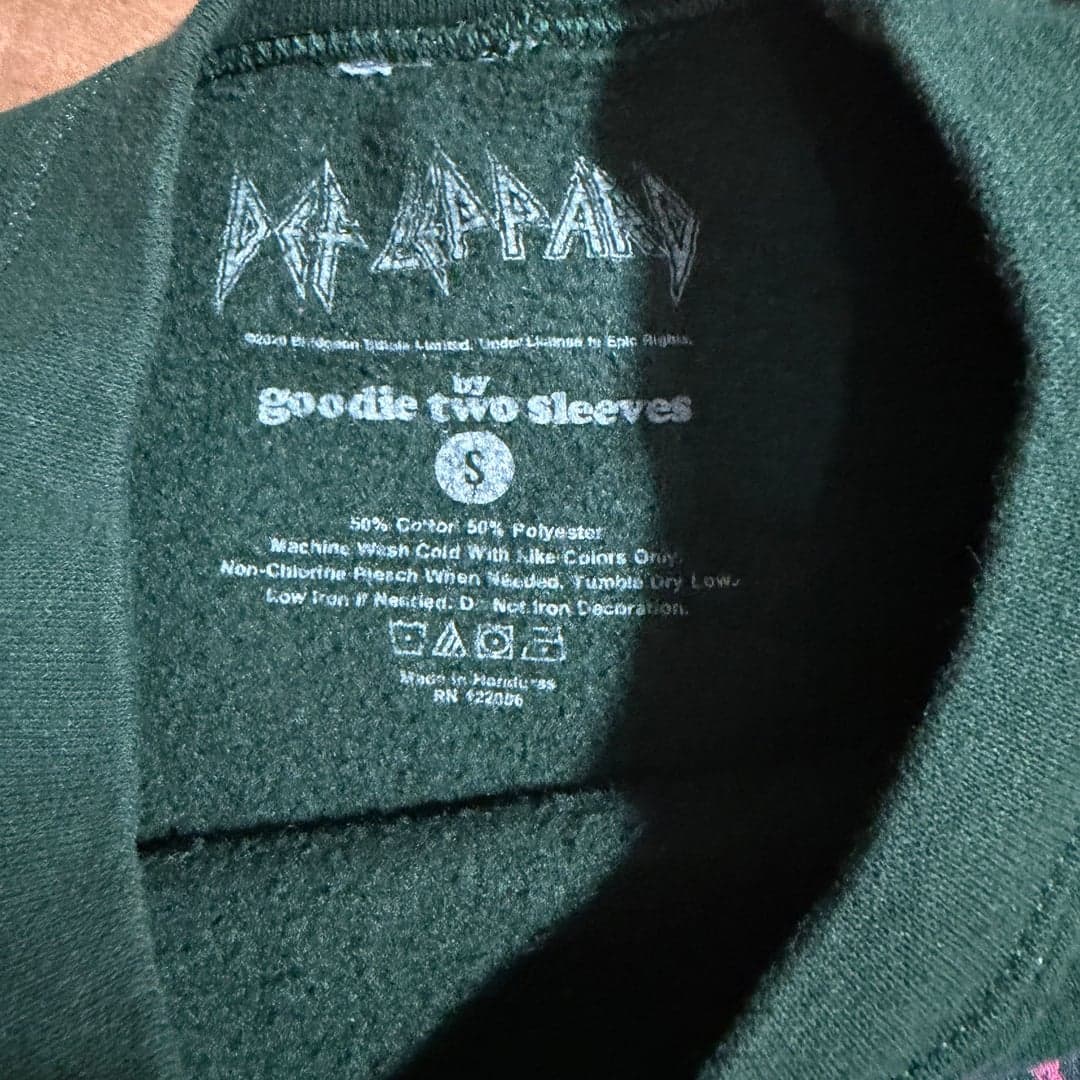 DEF LEPPARD
©2020 Bludgeon Riffola Limited. Under License to Epic Rights.
by
goodie two sleeves
S
50% Cotton 50% Polyester
Machine Wash Cold With Like Colors Only.
Non-Chlorine Bleach When Needed. Tumble Dry Low.
Low Iron If Needed. Do Not Iron Decoration.
Made in Honduras
RN